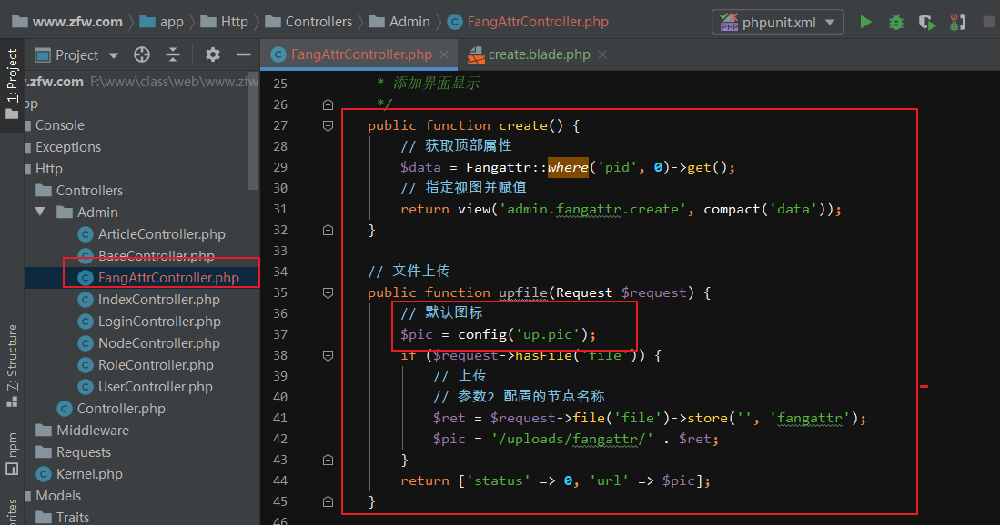 www.zfw.com
app
Http
Controllers
Admin
FangAttrController.php
phpunit.xml
1: Project
Project
FangAttrController.php
create.blade.php
.zfw.com F:\www\class\web\www.zfw
pp
Console
Exceptions
Http
Controllers
Admin
ArticleController.php
BaseController.php
FangAttrController.php
IndexController.php
LoginController.php
NodeController.php
RoleController.php
UserController.php
Controller.php
Middleware
Requests
Kernel.php
Models
Traits
7: Structure
npm
orites
25 * 添加界面显示
26 */
27 public function create() {
28 // 获取顶部属性
29 $data = Fangattr::where('pid', 0)->get();
30 // 指定视图并赋值
31 return view('admin.fangattr.create', compact('data'));
32 }
33
34 // 文件上传
35 public function upfile(Request $request) {
36 // 默认图标
37 $pic = config('up.pic');
38 if ($request->hasFile('file')) {
39 // 上传
40 // 参数2 配置的节点名称
41 $ret = $request->file('file')->store('', 'fangattr');
42 $pic = '/uploads/fangattr/' . $ret;
43 }
44 return ['status' => 0, 'url' => $pic];
45 }
46